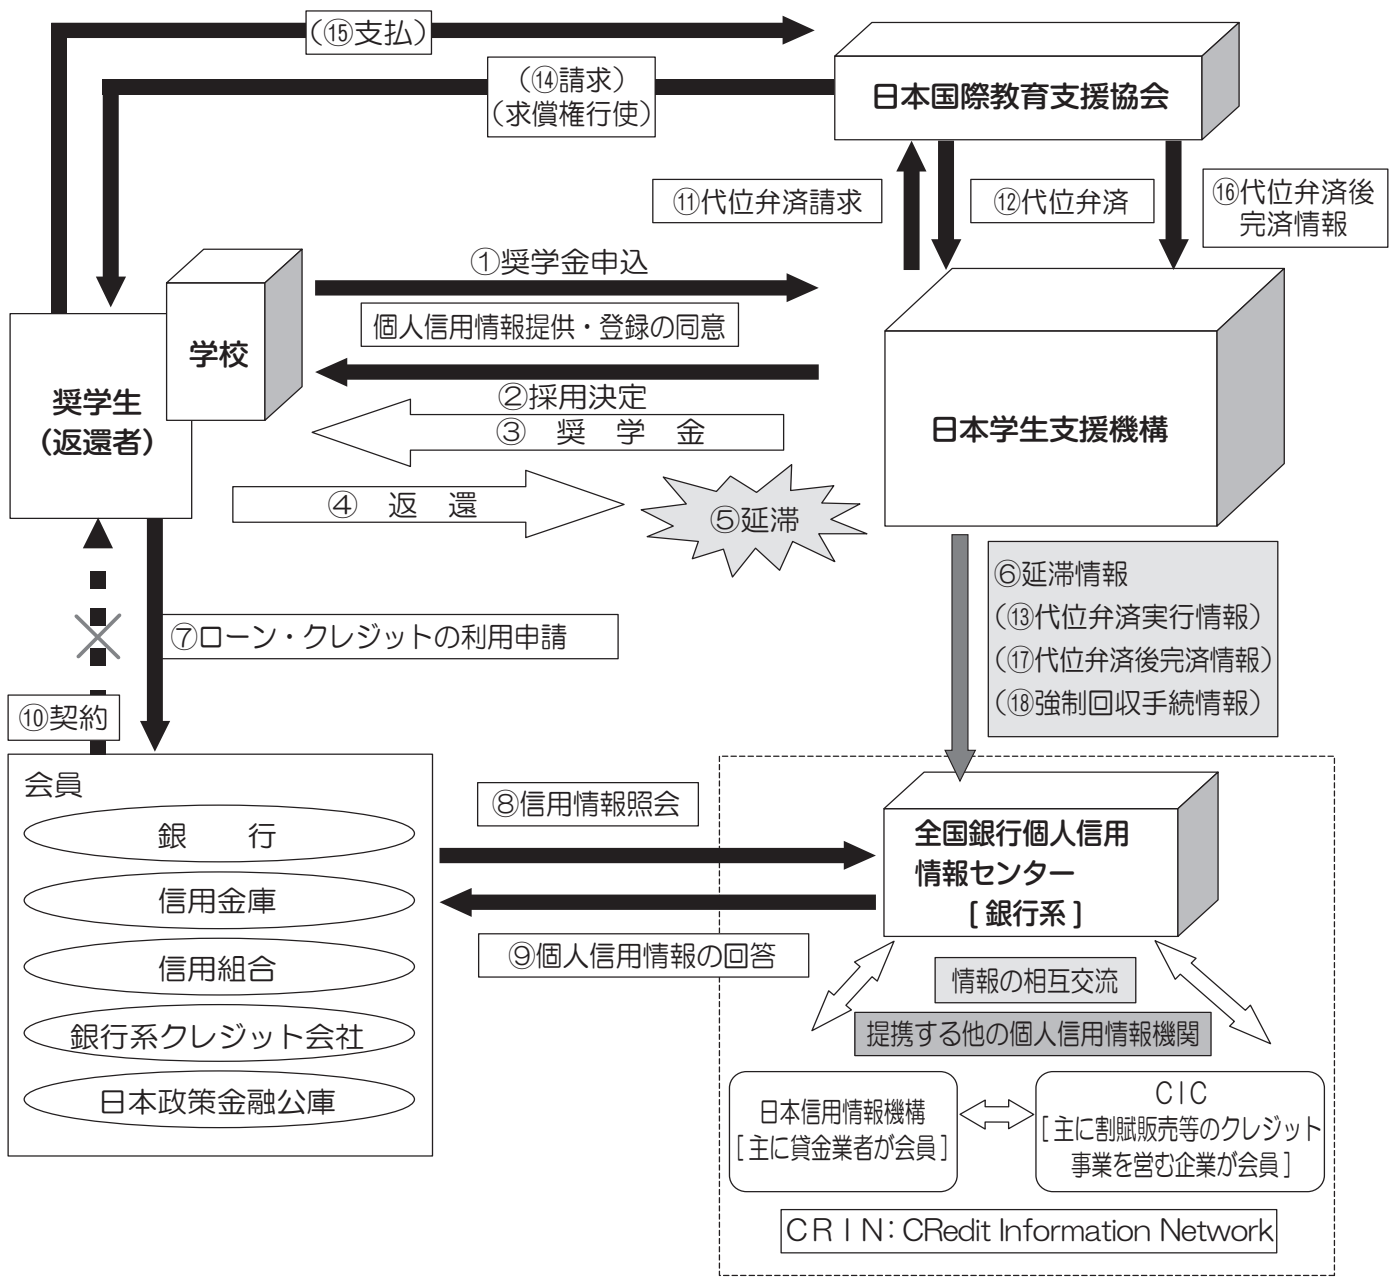 (⑮支払)
(⑭請求)
(求償権行使)
日本国際教育支援協会
⑪代位弁済請求
⑫代位弁済
⑯代位弁済後
完済情報
①奨学金申込
個人信用情報提供・登録の同意
学校
奨学生
(返還者)
②採用決定
③ 奨 学 金
日本学生支援機構
④ 返 還
⑤延滞
⑥延滞情報
(⑬代位弁済実行情報)
(⑰代位弁済後完済情報)
(⑱強制回収手続情報)
⑦ローン・クレジットの利用申請
⑩契約
会員
銀 行
信用金庫
信用組合
銀行系クレジット会社
日本政策金融公庫
⑧信用情報照会
⑨個人信用情報の回答
全国銀行個人信用
情報センター
[銀行系]
情報の相互交流
提携する他の個人信用情報機関
日本信用情報機構
[主に貸金業者が会員]
CIC
[主に割賦販売等のクレジット
事業を営む企業が会員]
CRIN:CRedit Information Network